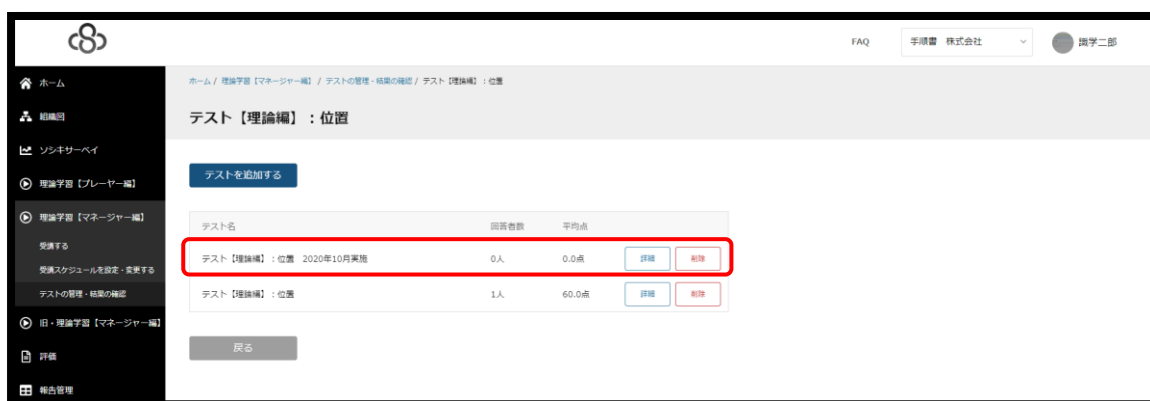 FAQ 手順書 株式会社 識学二郎
ホーム
組織図
ソシキサーベイ
理論学習【プレーヤー編】
理論学習【マネージャー編】
受講する
受講スケジュールを設定・変更する
テストの管理・結果の確認
旧・理論学習【マネージャー編】
評価
報告管理
ホーム / 理論学習【マネージャー編】 / テストの管理・結果の確認 / テスト【理論編】：位置
テスト【理論編】：位置
テストを追加する
テスト名 回答者数 平均点
テスト【理論編】：位置 2020年10月実施 0人 0.0点 詳細 削除
テスト【理論編】：位置 1人 60.0点 詳細 削除
戻る